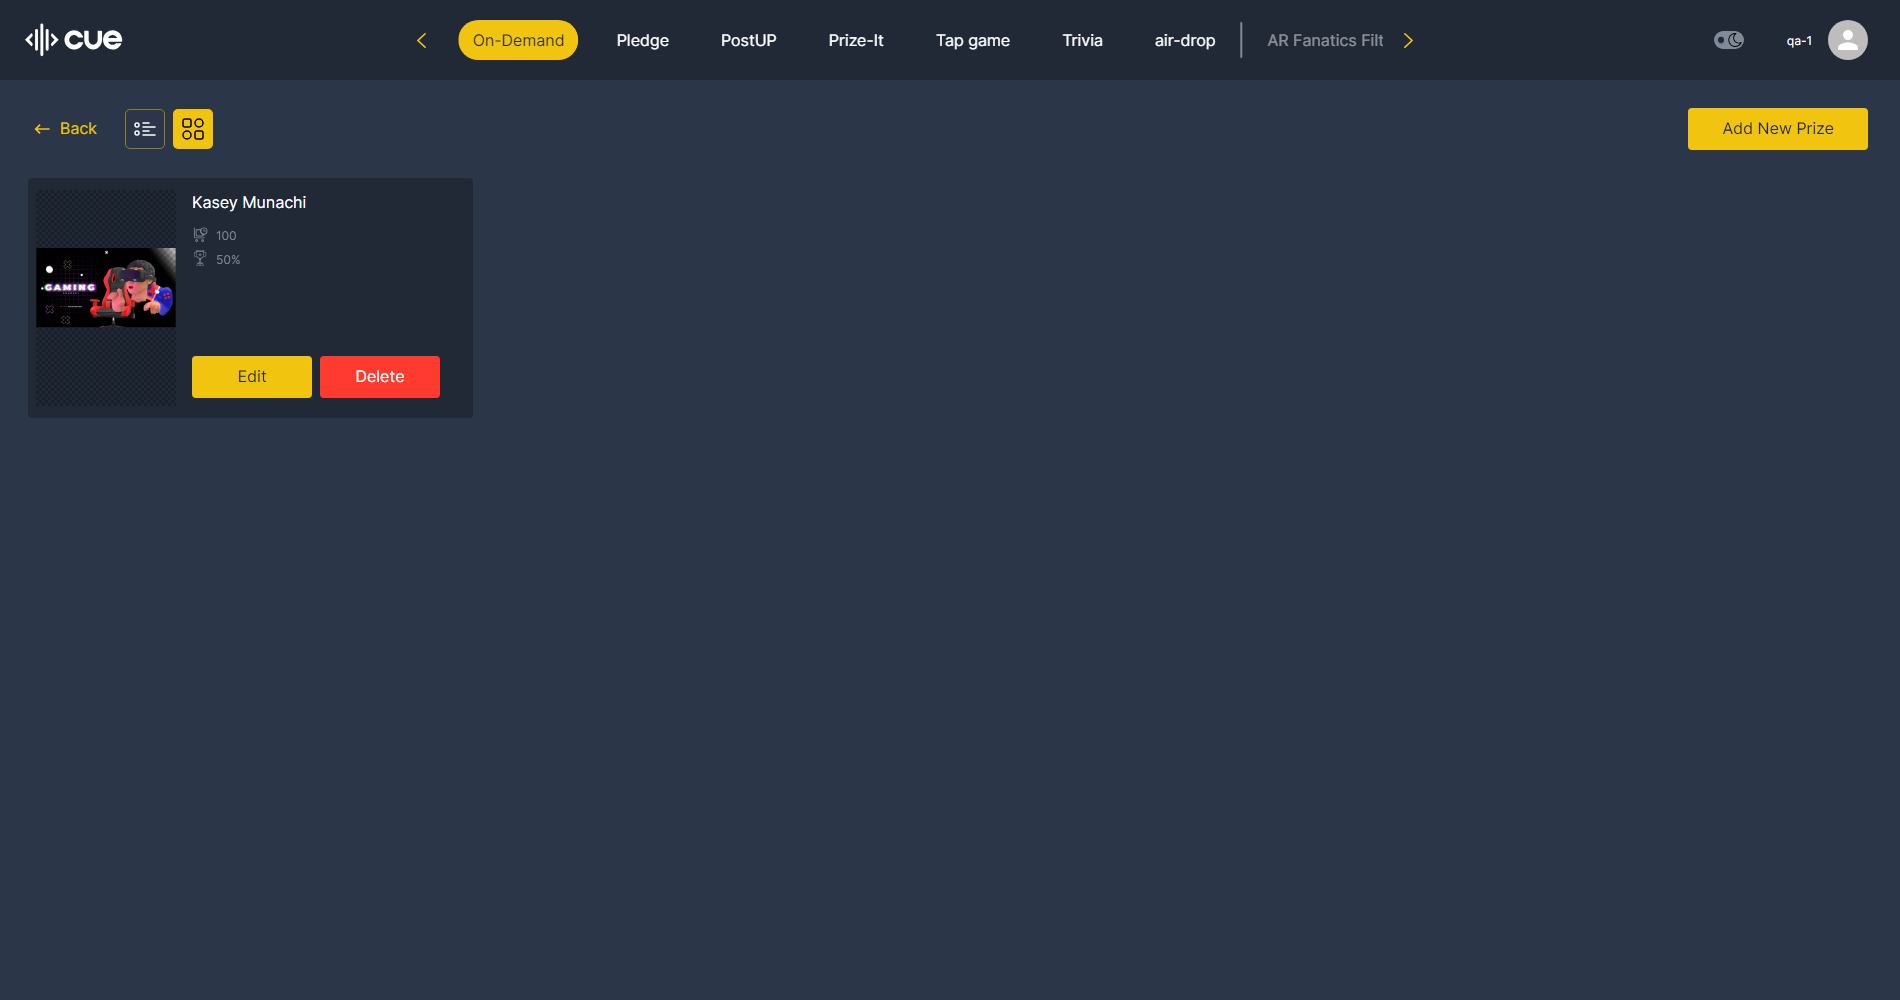 cue
On-Demand
Pledge
PostUP
Prize-It
Tap game
Trivia
air-drop
AR Fanatics Filt
qa-1
Back
Add New Prize
Kasey Munachi
100
50%
GAMING
Edit
Delete